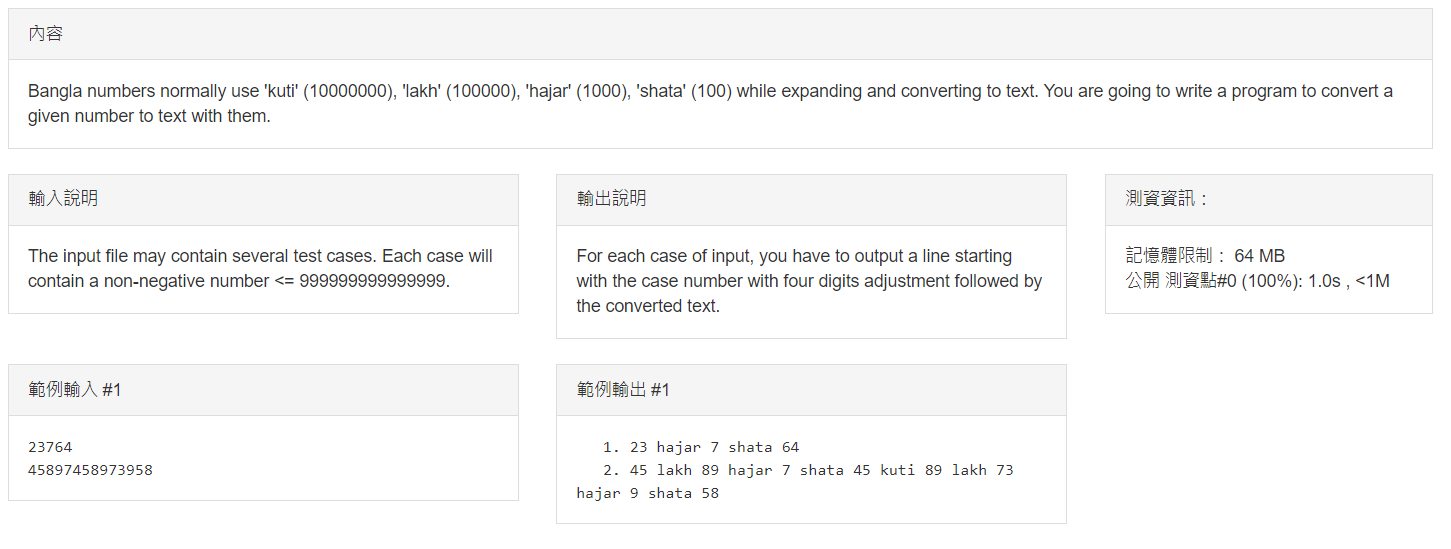 內容
Bangla numbers normally use 'kuti' (10000000), 'lakh' (100000), 'hajar' (1000), 'shata' (100) while expanding and converting to text. You are going to write a program to convert a
given number to text with them.
輸入說明
The input file may contain several test cases. Each case will
contain a non-negative number <= 999999999999999.
輸出說明
For each case of input, you have to output a line starting
with the case number with four digits adjustment followed by
the converted text.
測資資訊：
記憶體限制： 64 MB
公開 測資點#0 (100%): 1.0s , <1M
範例輸入 #1
23764
45897458973958
範例輸出 #1
   1. 23 hajar 7 shata 64
   2. 45 lakh 89 hajar 7 shata 45 kuti 89 lakh 73
hajar 9 shata 58